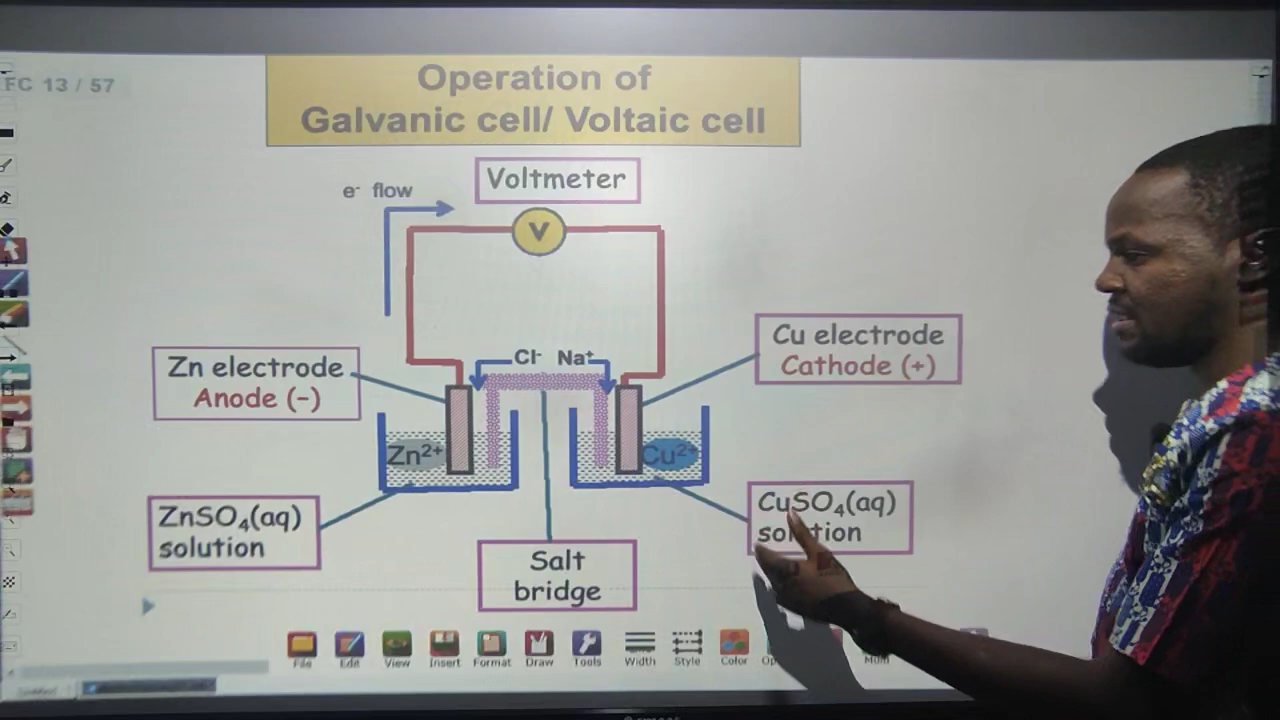 FC 13 / 57
Operation of
Galvanic cell/ Voltaic cell
Voltmeter
e⁻ flow
V
Cl⁻ Na⁺
Zn electrode
Anode (–)
Cu electrode
Cathode (+)
Zn²⁺
Cu²⁺
ZnSO₄(aq)
solution
CuSO₄(aq)
solution
Salt
bridge
File Edit View Insert Format Draw Tools Width Style Color